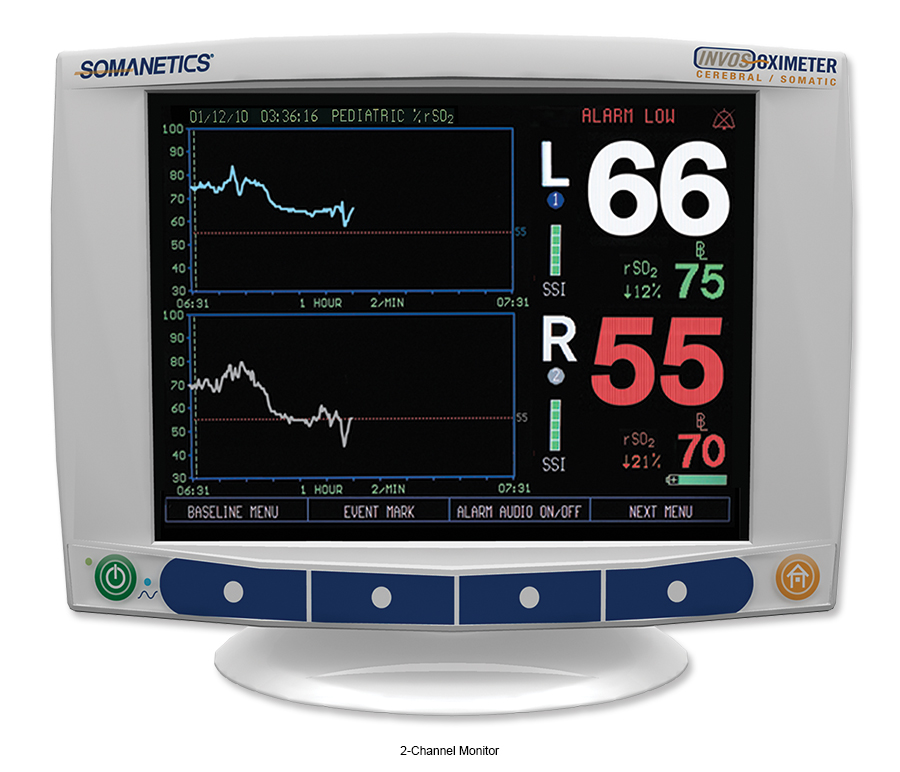 SOMANETICS®
INVOS OXIMETER
CEREBRAL / SOMATIC
01/12/10 03:36:16 PEDIATRIC %rSO₂
ALARM LOW
100
90
80
70
60
50
40
30
55
06:31 1 HOUR 2/MIN 07:31
L
1
SSI
66
BL
rSO₂
↓12%
75
100
90
80
70
60
50
40
30
55
06:31 1 HOUR 2/MIN 07:31
R
2
SSI
55
BL
rSO₂
↓21%
70
BASELINE MENU EVENT MARK ALARM AUDIO ON/OFF NEXT MENU
2-Channel Monitor